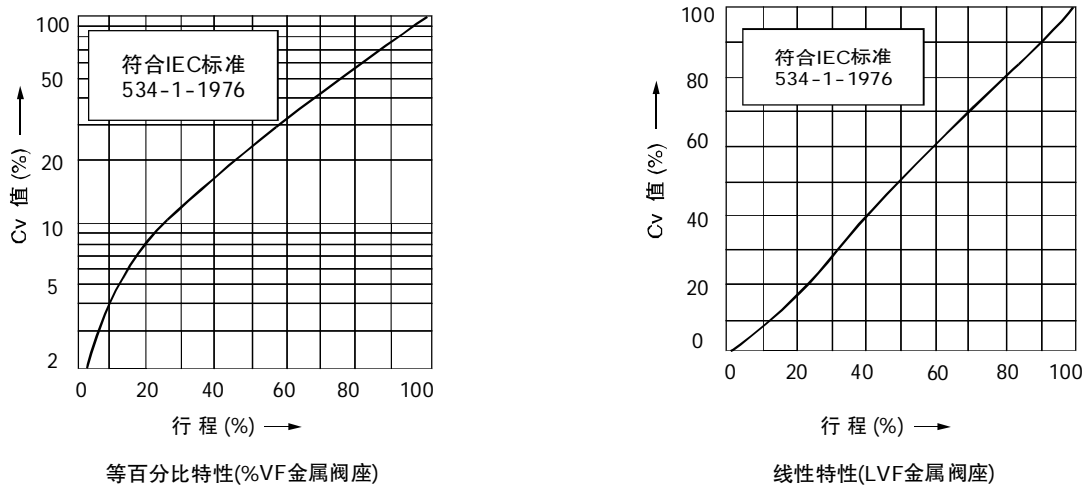 100
50
20
10
5
2
Cv 值 (%)
符合IEC标准
534-1-1976
0 20 40 60 80 100
行 程 (%)
等百分比特性(%VF金属阀座)
100
80
60
40
20
0
Cv 值 (%)
符合IEC标准
534-1-1976
0 20 40 60 80 100
行 程 (%)
线性特性(LVF金属阀座)